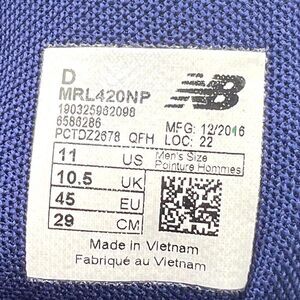 D
MRL420NP
190325962098
6586286
PCTDZ2678 QFH
MFG: 12/2016
LOC: 22
NB
11 US
10.5 UK
45 EU
29 CM
Men's Size
Pointure Hommes
Made in Vietnam
Fabriqué au Vietnam